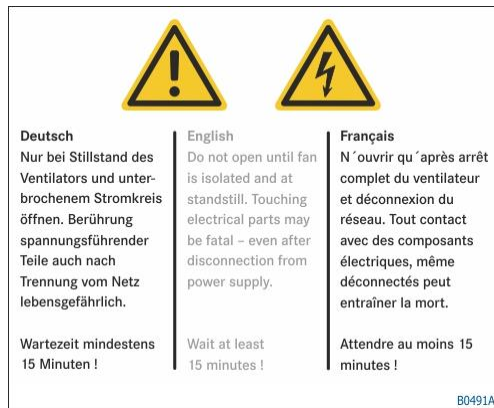 Deutsch
Nur bei Stillstand des
Ventilators und unter-
brochenem Stromkreis
öffnen. Berührung
spannungsführender
Teile auch nach
Trennung vom Netz
lebensgefährlich.
Wartezeit mindestens
15 Minuten !
English
Do not open until fan
is isolated and at
standstill. Touching
electrical parts may
be fatal – even after
disconnection from
power supply.
Wait at least
15 minutes !
Français
N´ouvrir qu´après arrêt
complet du ventilateur
et déconnexion du
réseau. Tout contact
avec des composants
électriques, même
déconnectés peut
entraîner la mort.
Attendre au moins 15
minutes !
B0491A